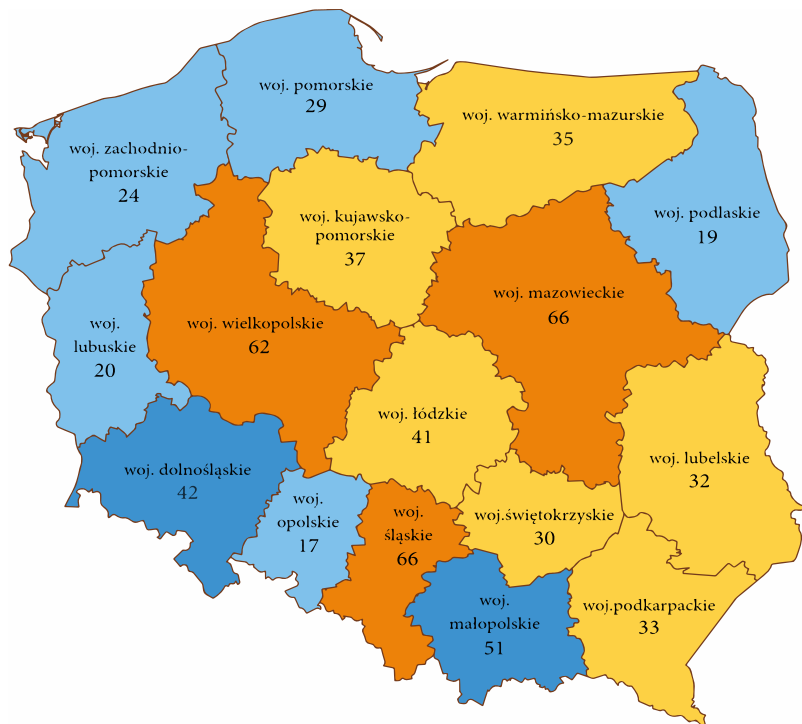 woj. pomorskie
29
woj. warmińsko-mazurskie
35
woj. zachodnio-
pomorskie
24
woj. podlaskie
19
woj. kujawsko-
pomorskie
37
woj. mazowieckie
66
woj.
lubuskie
20
woj. wielkopolskie
62
woj. łódzkie
41
woj. lubelskie
32
woj. dolnośląskie
42
woj.
opolskie
17
woj.
śląskie
66
woj.świętokrzyskie
30
woj.
małopolskie
51
woj.podkarpackie
33